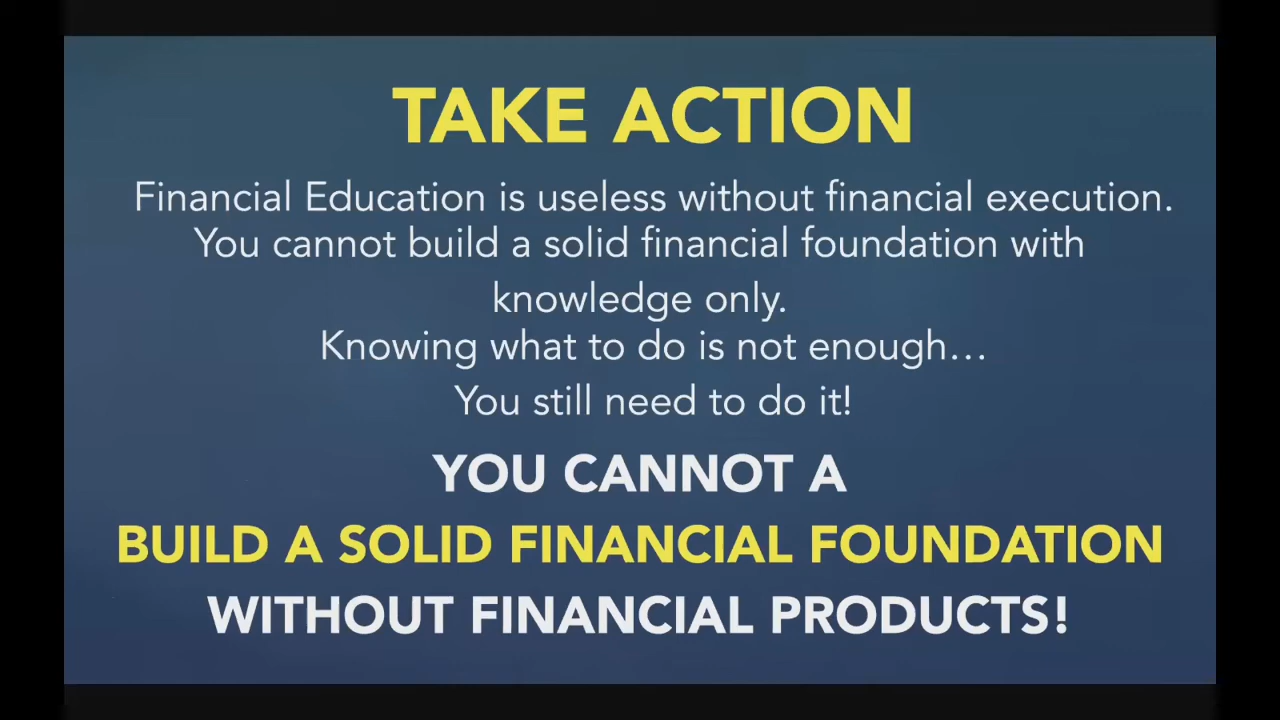 TAKE ACTION
Financial Education is useless without financial execution.
You cannot build a solid financial foundation with
knowledge only.
Knowing what to do is not enough…
You still need to do it!
YOU CANNOT A
BUILD A SOLID FINANCIAL FOUNDATION
WITHOUT FINANCIAL PRODUCTS!